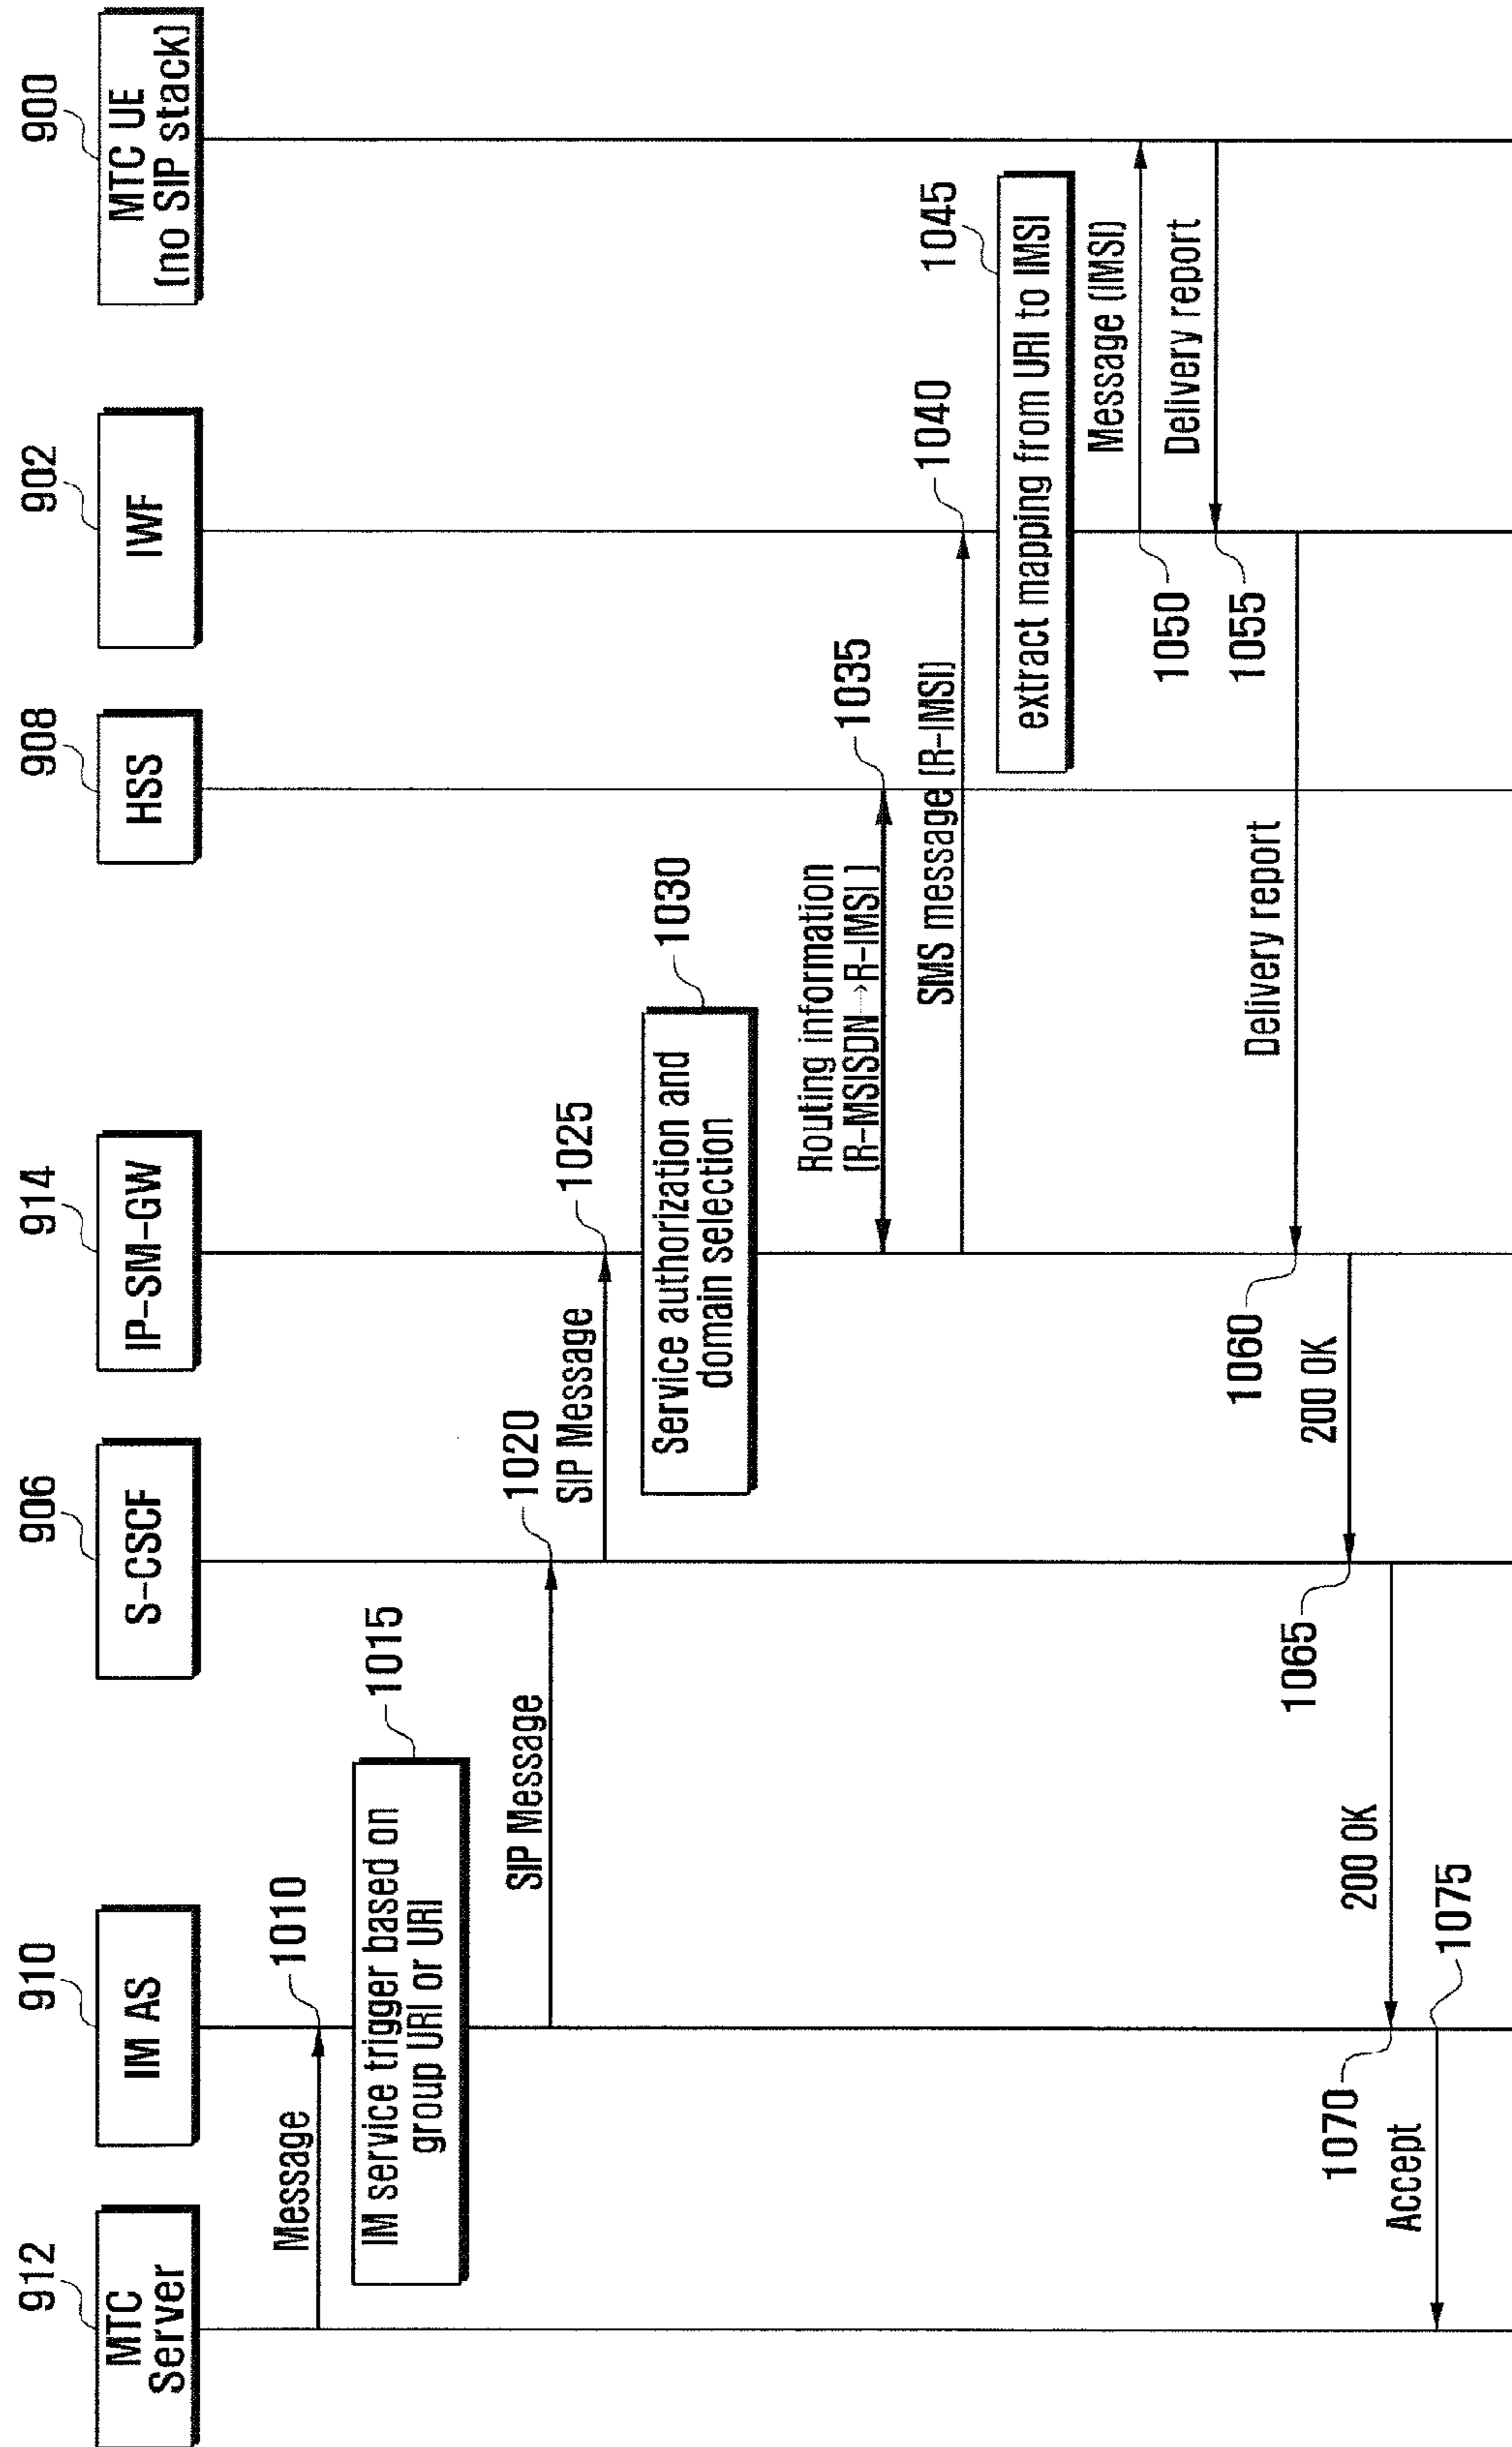 912
MTC
Server
910
IM AS
906
S-CSCF
914
IP-SM-GW
908
HSS
902
IWF
900
MTC UE
(no SIP stack)
Message
1010
IM service trigger based on
group URI or URI
1015
SIP Message
1020
SIP Message
1025
Service authorization and
domain selection
1030
Routing information
(R-MSISDN→R-IMSI )
1035
SMS message (R-IMSI)
1040
extract mapping from URI to IMSI
1045
Message (IMSI)
1050
Delivery report
1055
Delivery report
1060
200 OK
1065
200 OK
1070
Accept
1075